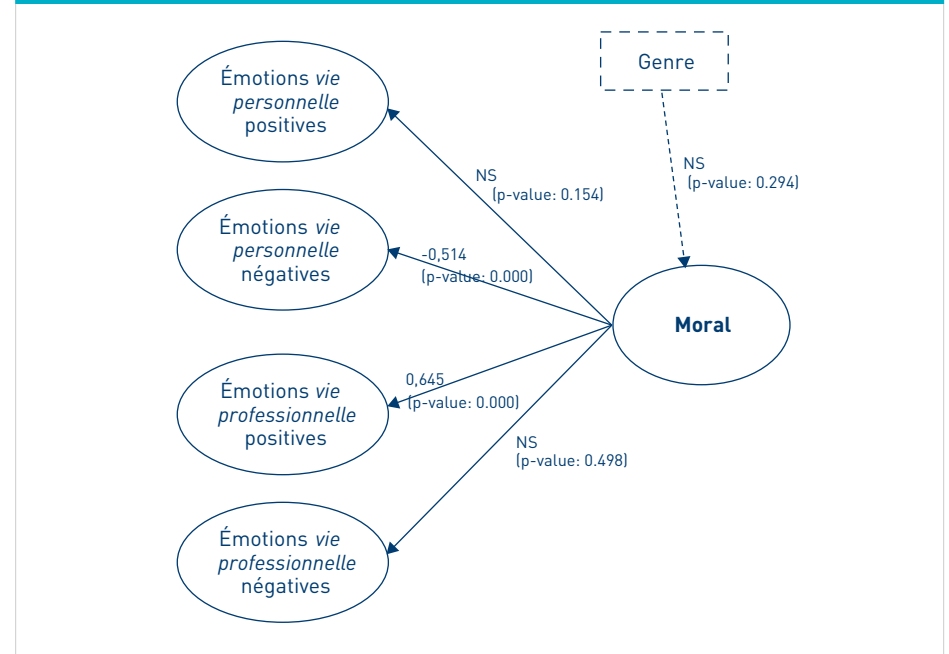 Émotions vie
personnelle
positives
Genre
NS
(p-value: 0.294)
NS
(p-value: 0.154)
Émotions vie
personnelle
négatives
-0,514
(p-value: 0.000)
Moral
Émotions vie
professionnelle
positives
0,645
(p-value: 0.000)
NS
(p-value: 0.498)
Émotions vie
professionnelle
négatives